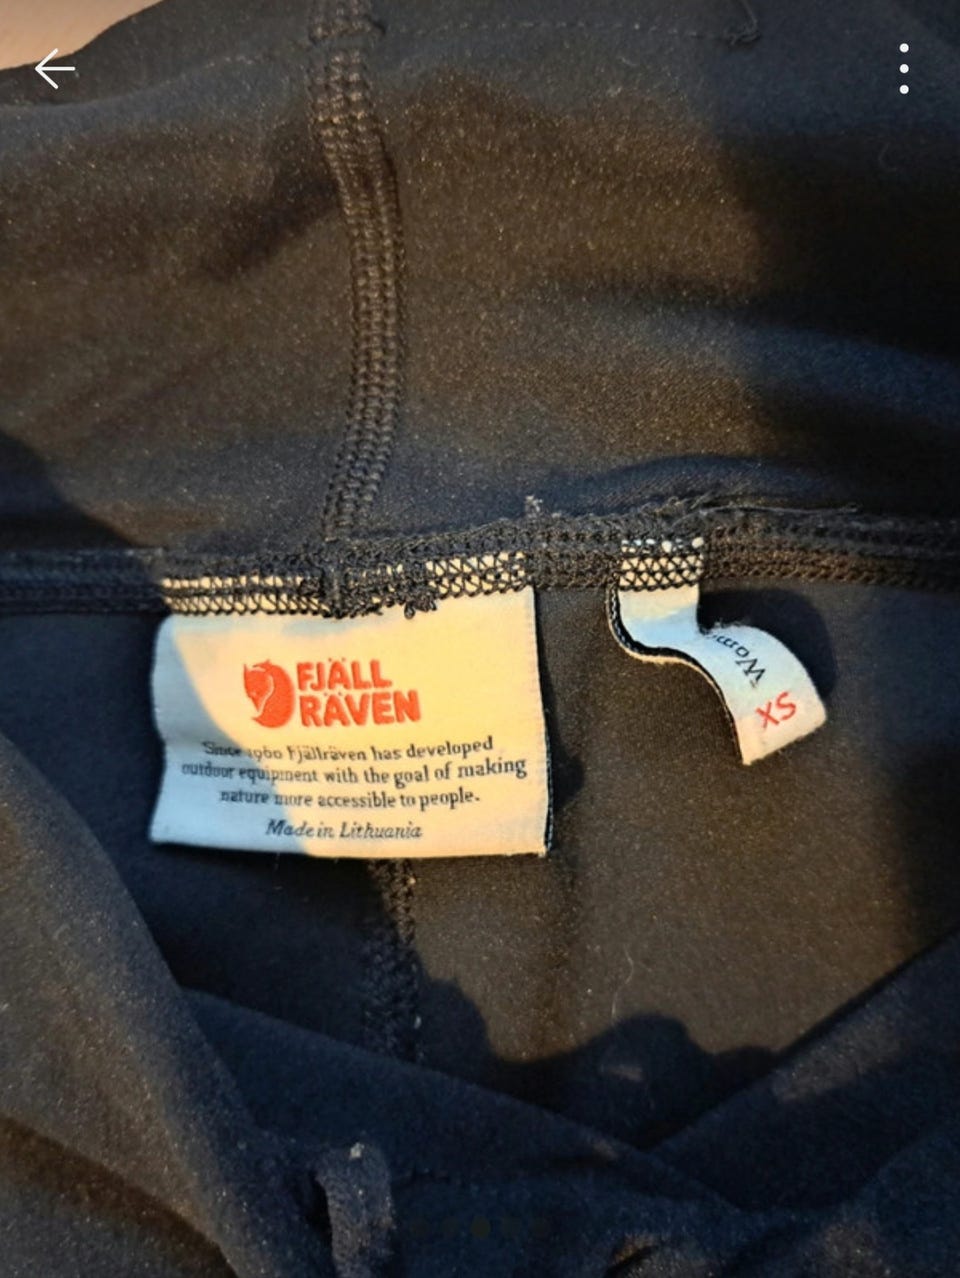 FJÄLL
RÄVEN
Since 1960 Fjällräven has developed
outdoor equipment with the goal of making
nature more accessible to people.
Made in Lithuania
XS